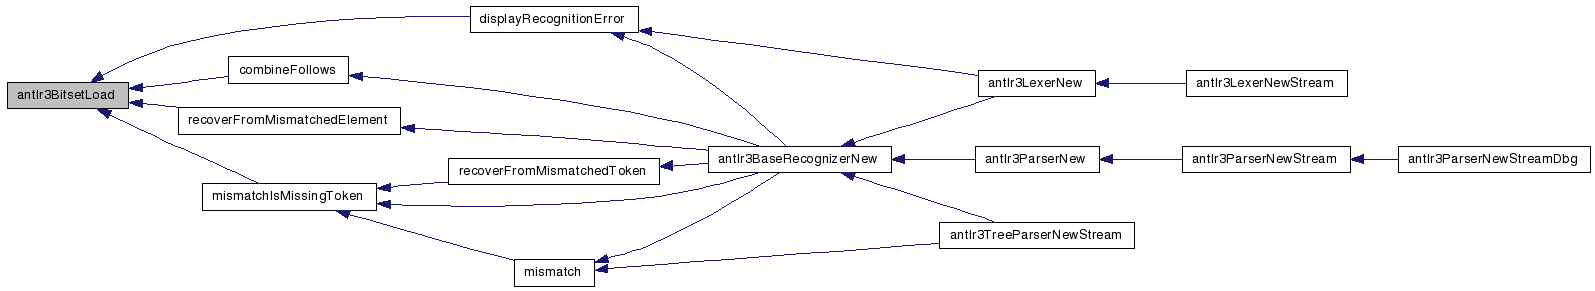 displayRecognitionError
combineFollows
antlr3LexerNew
antlr3LexerNewStream
antlr3BitsetLoad
recoverFromMismatchedElement
antlr3BaseRecognizerNew
antlr3ParserNew
antlr3ParserNewStream
antlr3ParserNewStreamDbg
recoverFromMismatchedToken
mismatchIsMissingToken
antlr3TreeParserNewStream
mismatch